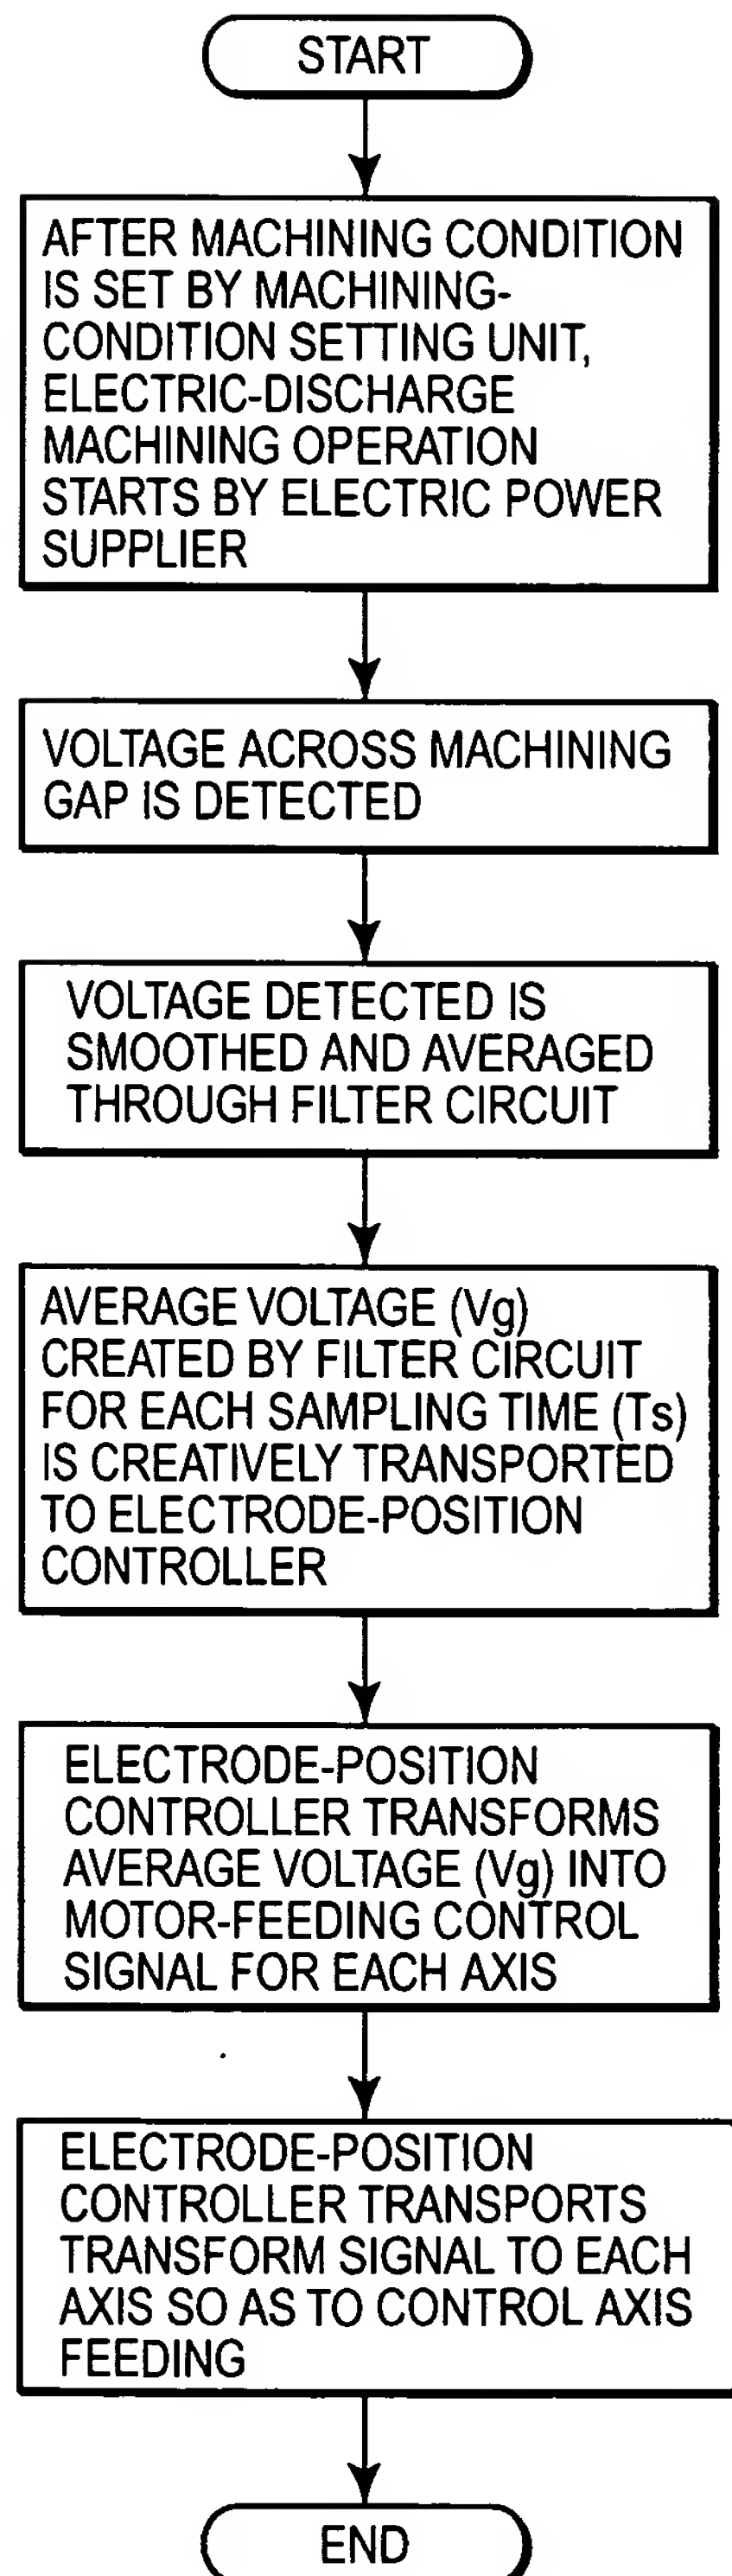 START
AFTER MACHINING CONDITION
IS SET BY MACHINING-
CONDITION SETTING UNIT,
ELECTRIC-DISCHARGE
MACHINING OPERATION
STARTS BY ELECTRIC POWER
SUPPLIER
VOLTAGE ACROSS MACHINING
GAP IS DETECTED
VOLTAGE DETECTED IS
SMOOTHED AND AVERAGED
THROUGH FILTER CIRCUIT
AVERAGE VOLTAGE (Vg)
CREATED BY FILTER CIRCUIT
FOR EACH SAMPLING TIME (Ts)
IS CREATIVELY TRANSPORTED
TO ELECTRODE-POSITION
CONTROLLER
ELECTRODE-POSITION
CONTROLLER TRANSFORMS
AVERAGE VOLTAGE (Vg) INTO
MOTOR-FEEDING CONTROL
SIGNAL FOR EACH AXIS
ELECTRODE-POSITION
CONTROLLER TRANSPORTS
TRANSFORM SIGNAL TO EACH
AXIS SO AS TO CONTROL AXIS
FEEDING
END